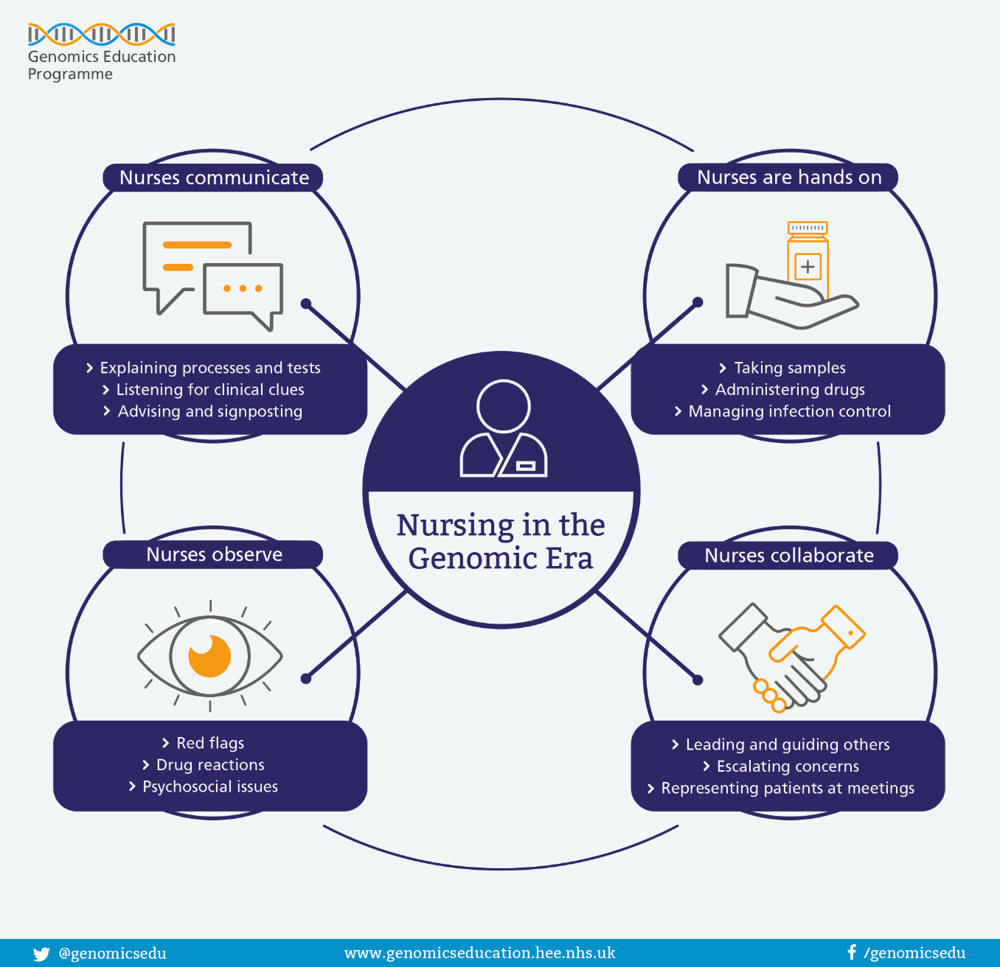 Genomics Education
Programme
Nurses communicate
Explaining processes and tests
Listening for clinical clues
Advising and signposting
Nurses are hands on
Taking samples
Administering drugs
Managing infection control
Nursing in the
Genomic Era
Nurses observe
Red flags
Drug reactions
Psychosocial issues
Nurses collaborate
Leading and guiding others
Escalating concerns
Representing patients at meetings
@genomicsedu
www.genomicseducation.hee.nhs.uk
/genomicsedu